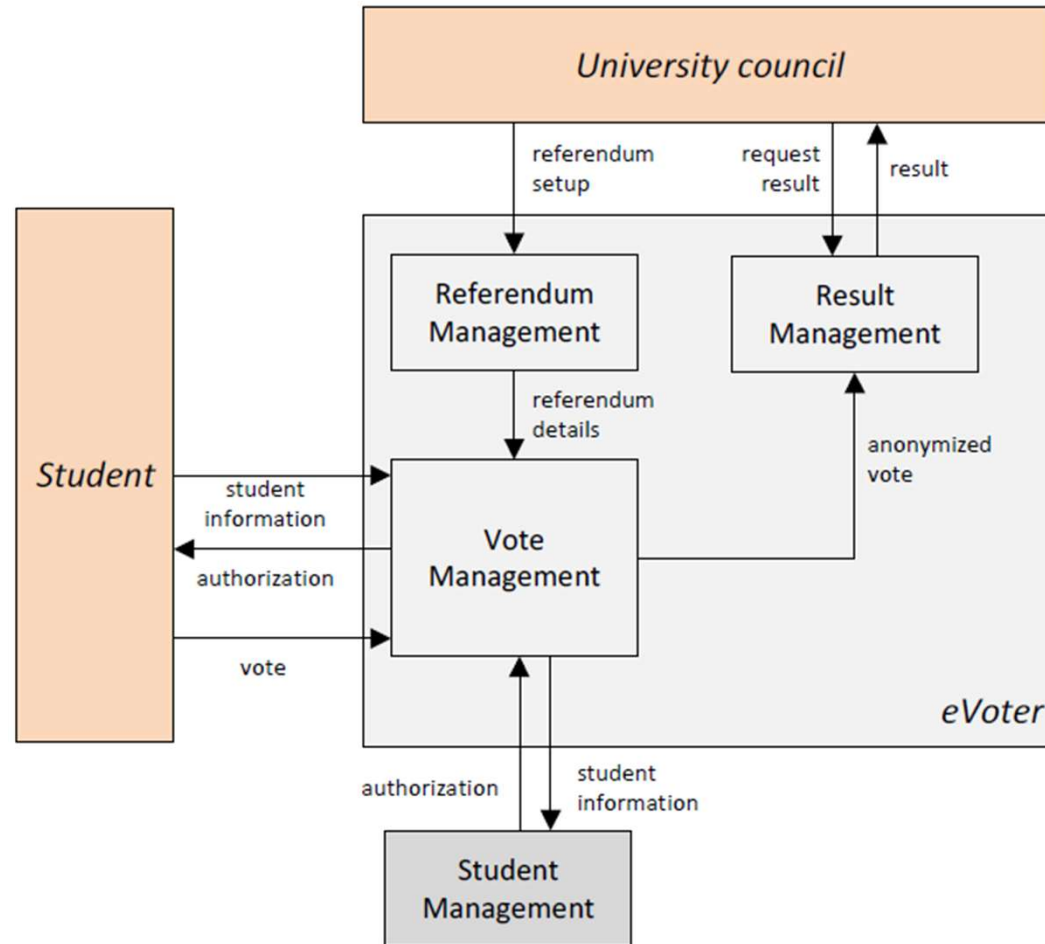 University council
referendum
setup
request
result
result
Referendum
Management
Result
Management
referendum
details
anonymized
vote
Student
student
information
authorization
vote
Vote
Management
eVoter
authorization
student
information
Student
Management